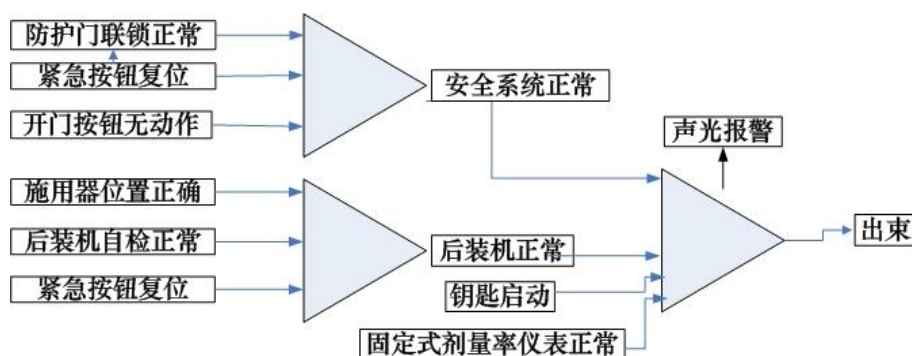 防护门联锁正常
紧急按钮复位
开门按钮无动作
安全系统正常
声光报警
施用器位置正确
后装机自检正常
紧急按钮复位
后装机正常
钥匙启动
固定式剂量率仪表正常
出束